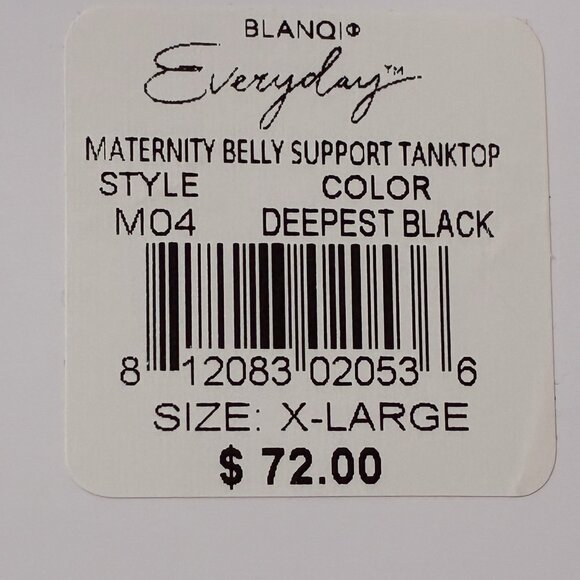 BLANQI
Everyday™
MATERNITY BELLY SUPPORT TANKTOP
STYLE COLOR
M04 DEEPEST BLACK
8 12083 02053 6
SIZE: X-LARGE
$ 72.00